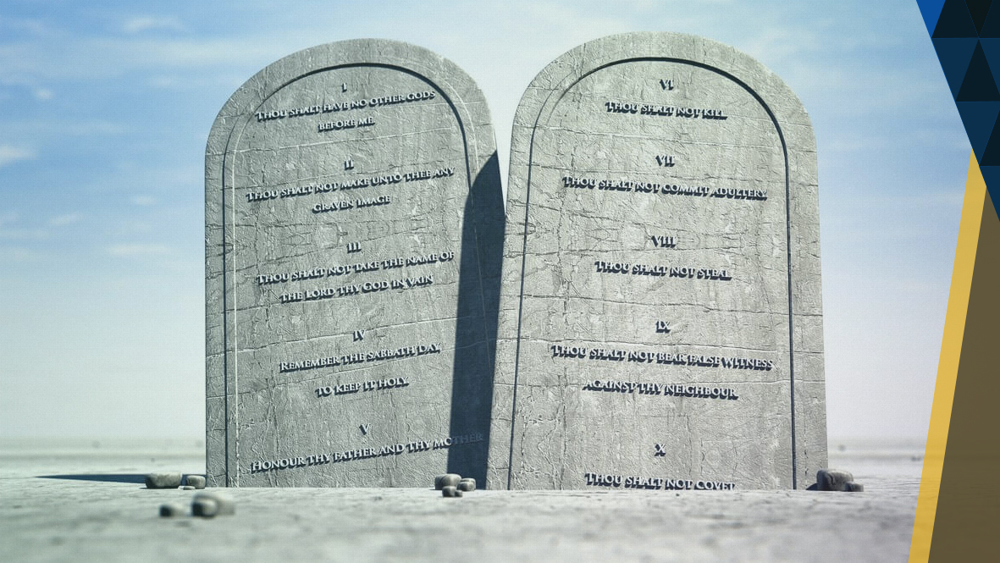 I
THOU SHALT HAVE NO OTHER GODS
BEFORE ME.
II
THOU SHALT NOT MAKE UNTO THEE ANY
GRAVEN IMAGE
III
THOU SHALT NOT TAKE THE NAME OF
THE LORD THY GOD IN VAIN
IV
REMEMBER THE SABBATH DAY,
TO KEEP IT HOLY.
V
HONOUR THY FATHER AND THY MOTHER
VI
THOU SHALT NOT KILL.
VII
THOU SHALT NOT COMMIT ADULTERY.
VIII
THOU SHALT NOT STEAL
IX
THOU SHALT NOT BEAR FALSE WITNESS
AGAINST THY NEIGHBOUR.
X
THOU SHALT NOT COVET